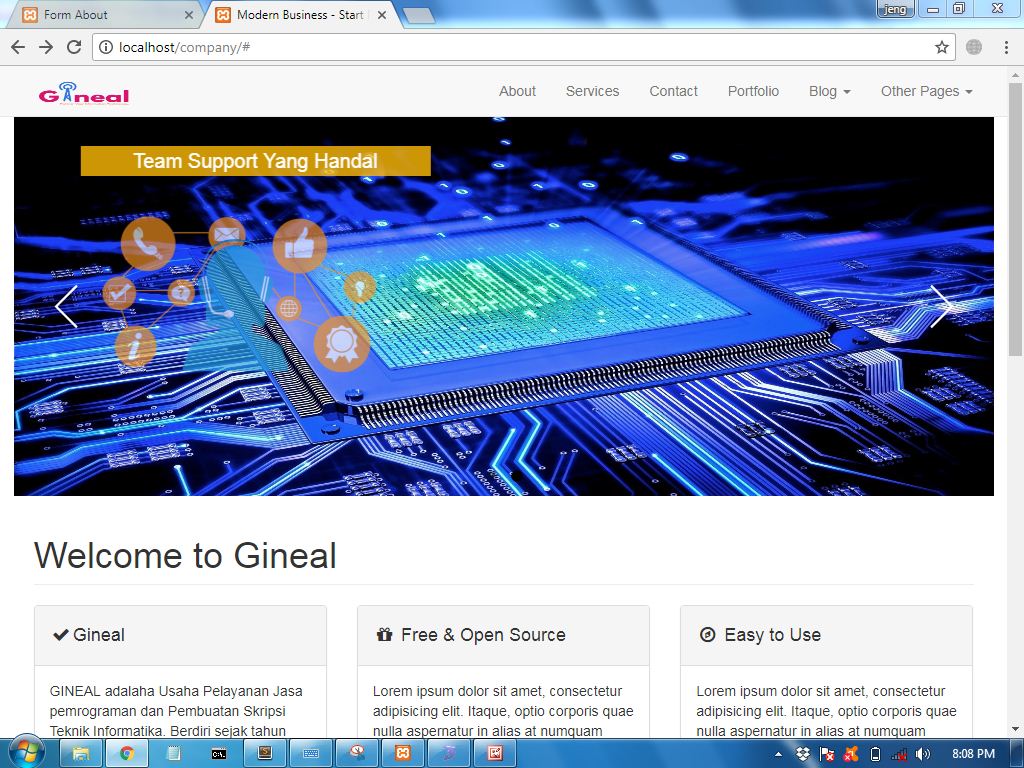 Form About
Modern Business - Start
jeng
localhost/company/#
Gineal
About
Services
Contact
Portfolio
Blog
Other Pages
Team Support Yang Handal
Welcome to Gineal
Gineal
Free & Open Source
Easy to Use
GINEAL adalaha Usaha Pelayanan Jasa
pemrograman dan Pembuatan Skripsi
Teknik Informatika. Berdiri sejak tahun
Lorem ipsum dolor sit amet, consectetur
adipisicing elit. Itaque, optio corporis quae
nulla aspernatur in alias at numquam
Lorem ipsum dolor sit amet, consectetur
adipisicing elit. Itaque, optio corporis quae
nulla aspernatur in alias at numquam
8:08 PM